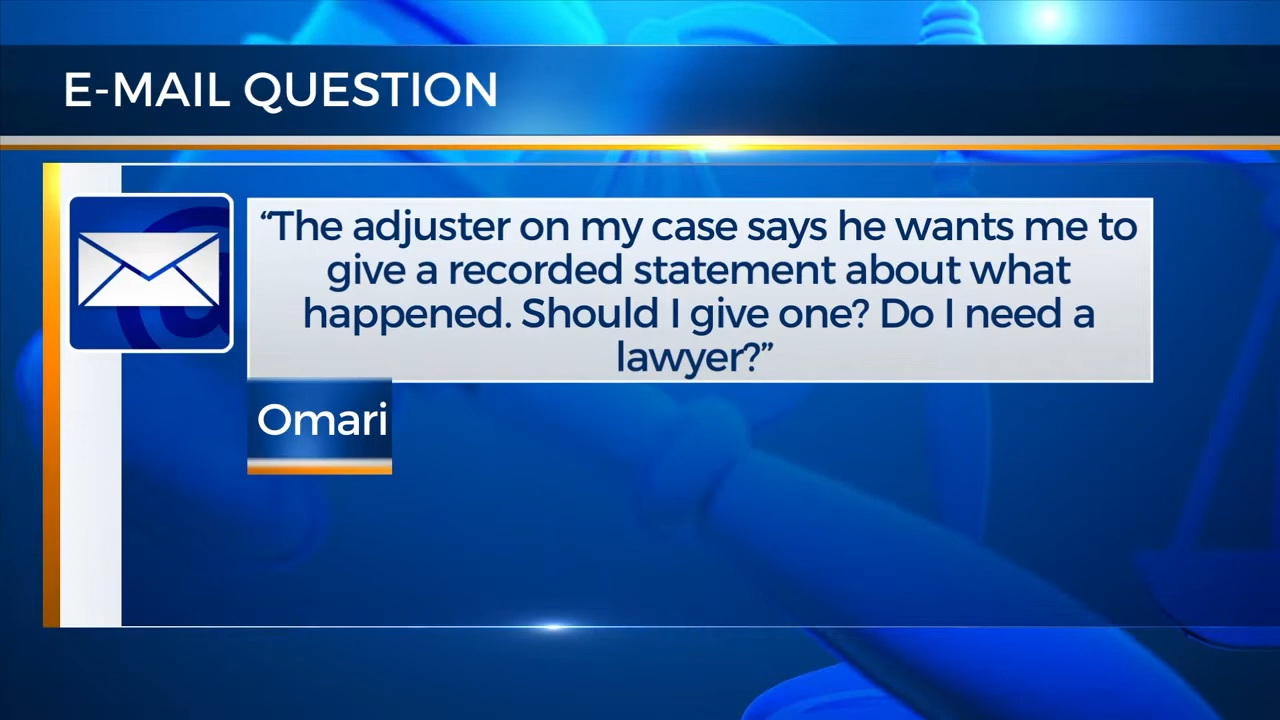 E-MAIL QUESTION
“The adjuster on my case says he wants me to
give a recorded statement about what
happened. Should I give one? Do I need a
lawyer?”
@
Omari